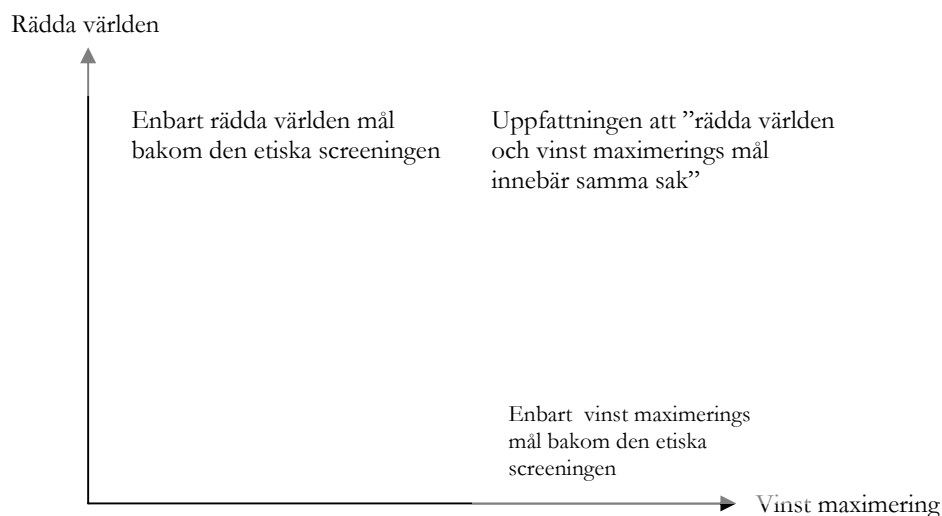 Rädda världen
Enbart rädda världen mål
bakom den etiska screeningen
Uppfattningen att ”rädda världen
och vinst maximerings mål
innebär samma sak”
Enbart vinst maximerings
mål bakom den etiska
screeningen
Vinst maximering